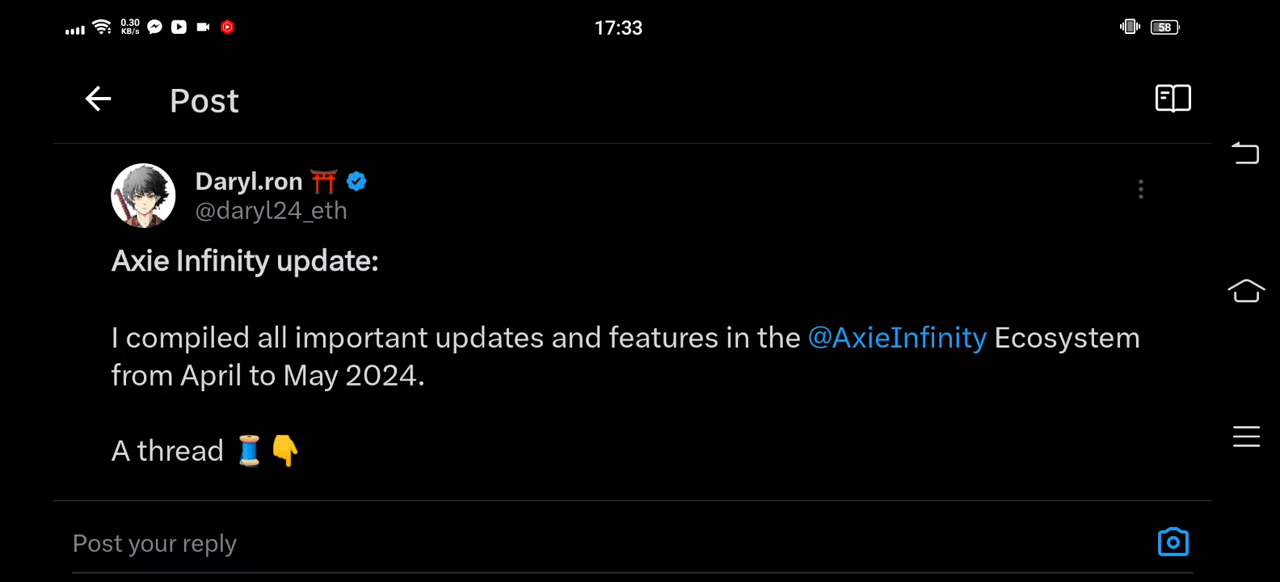 0.30
KB/s
17:33
58
Post
Daryl.ron ⛩️
@daryl24_eth
Axie Infinity update:
I compiled all important updates and features in the @AxieInfinity Ecosystem
from April to May 2024.
A thread 🧵👇
Post your reply